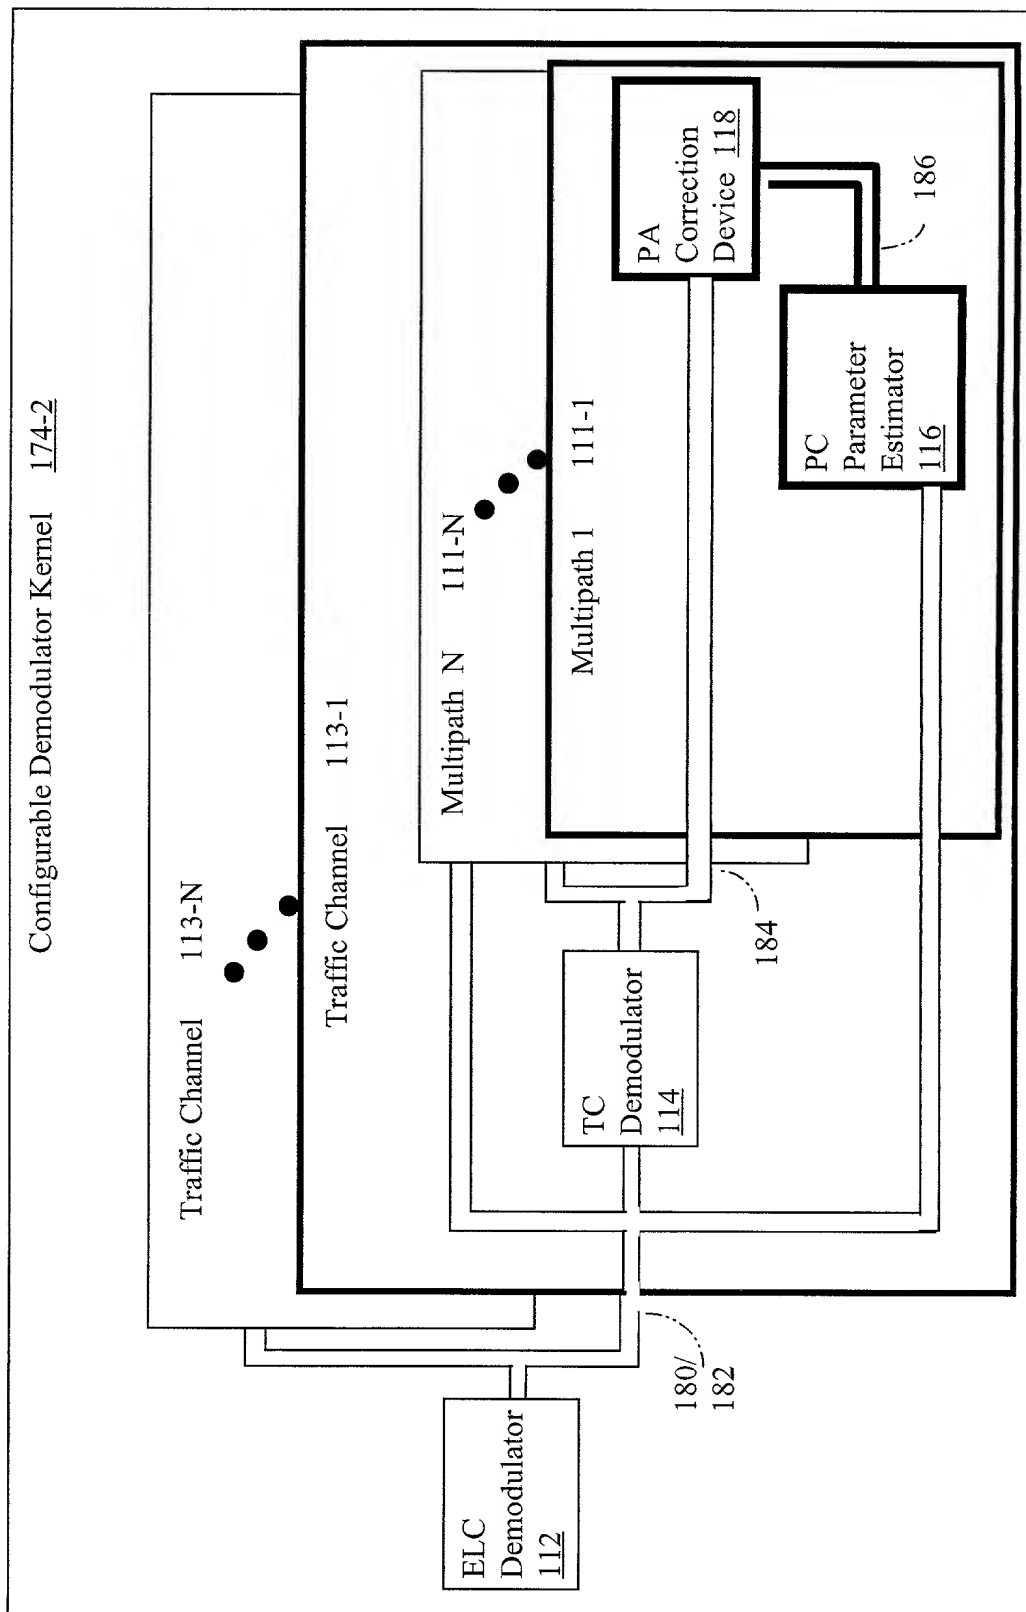 Configurable Demodulator Kernel 174-2
Traffic Channel 113-N
Traffic Channel 113-1
Multipath N 111-N
Multipath 1 111-1
ELC
Demodulator
112
180/
182
TC
Demodulator
114
184
PA
Correction
Device 118
PC
Parameter
Estimator
116
186